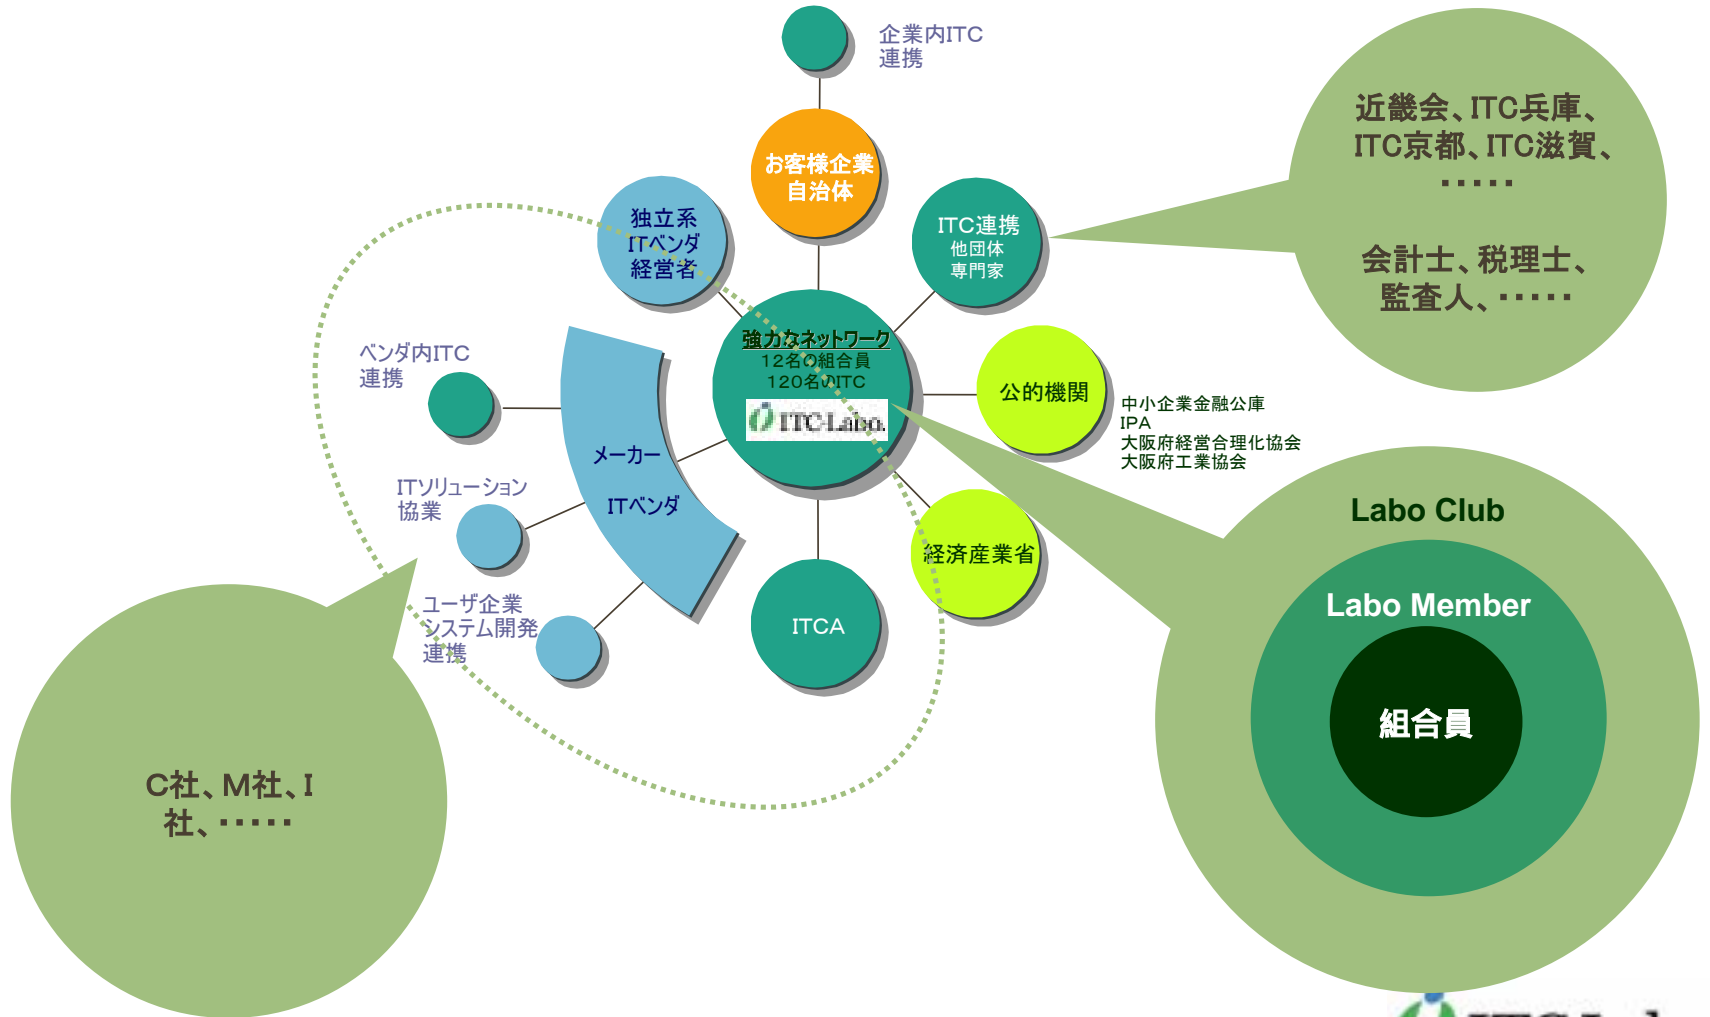 企業内ITC
連携
お客様企業
自治体
独立系
ITベンダ
経営者
ITC連携
他団体
専門家
近畿会、ITC兵庫、
ITC京都、ITC滋賀、
・・・・・
会計士、税理士、
監査人、・・・・・
強力なネットワーク
12名の組合員
120名のITC
ITC-Labo.
公的機関
中小企業金融公庫
IPA
大阪府経営合理化協会
大阪府工業協会
ベンダ内ITC
連携
メーカー
ITベンダ
ITソリューション
協業
ユーザ企業
システム開発
連携
経済産業省
ITCA
C社、M社、I
社、・・・・・
Labo Club
Labo Member
組合員